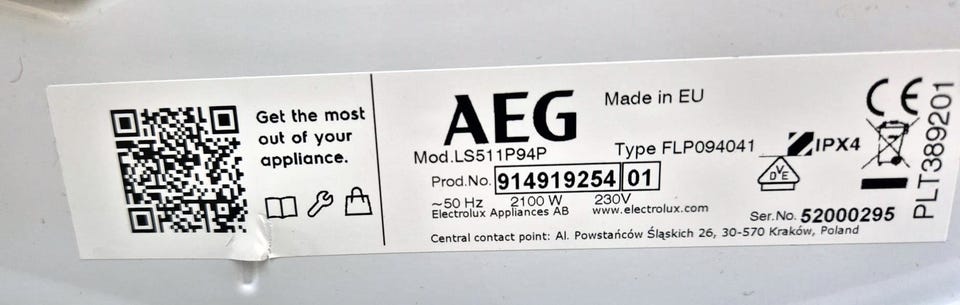 Get the most
out of your
appliance.
AEG
Made in EU
Mod.LS511P94P
Type FLP094041
IPX4
DVE
Prod.No. 914919254 01
~50 Hz 2100 W 230V
Electrolux Appliances AB www.electrolux.com
Ser.No. 52000295
Central contact point: Al. Powstańców Śląskich 26, 30-570 Kraków, Poland
CE
PLT389201